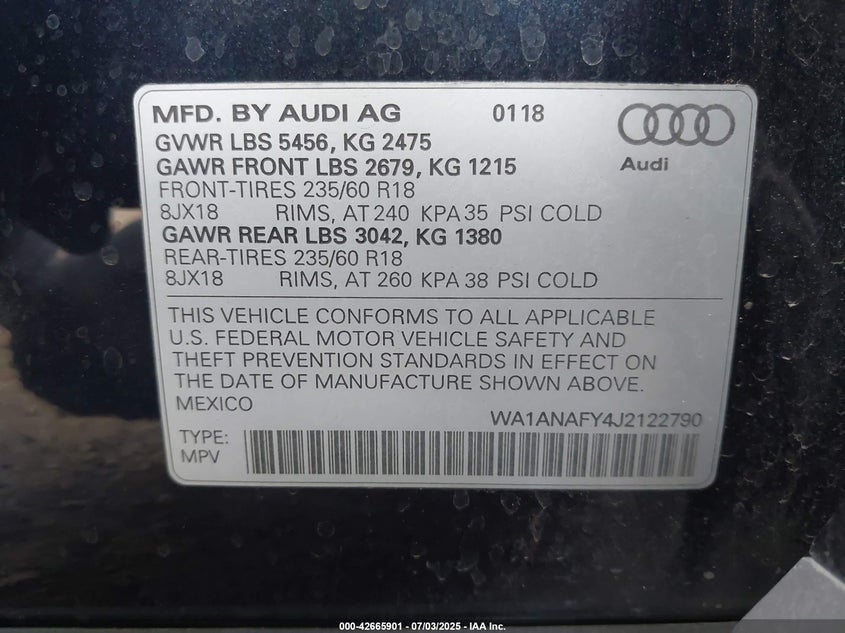 MFD. BY AUDI AG 0118
GVWR LBS 5456, KG 2475
GAWR FRONT LBS 2679, KG 1215
Audi
FRONT-TIRES 235/60 R18
8JX18 RIMS, AT 240 KPA 35 PSI COLD
GAWR REAR LBS 3042, KG 1380
REAR-TIRES 235/60 R18
8JX18 RIMS, AT 260 KPA 38 PSI COLD
THIS VEHICLE CONFORMS TO ALL APPLICABLE
U.S. FEDERAL MOTOR VEHICLE SAFETY AND
THEFT PREVENTION STANDARDS IN EFFECT ON
THE DATE OF MANUFACTURE SHOWN ABOVE.
MEXICO
WA1ANAFY4J2122790
TYPE:
MPV
000-42665901 - 07/03/2025 - IAA Inc.